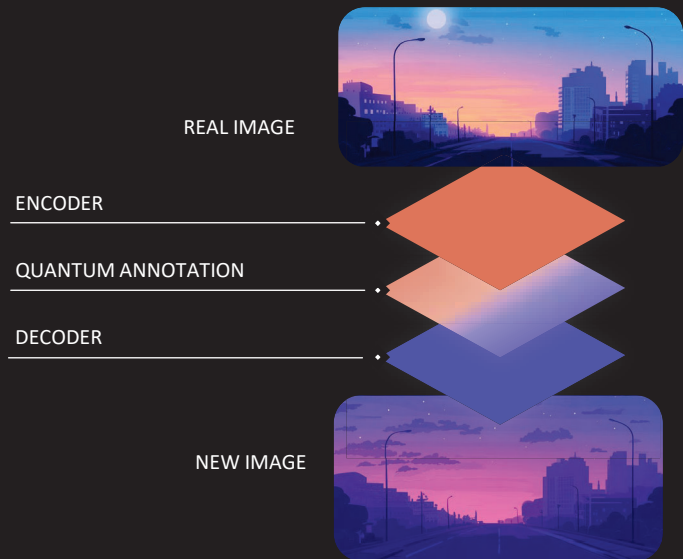 REAL IMAGE
ENCODER
QUANTUM ANNOTATION
DECODER
NEW IMAGE